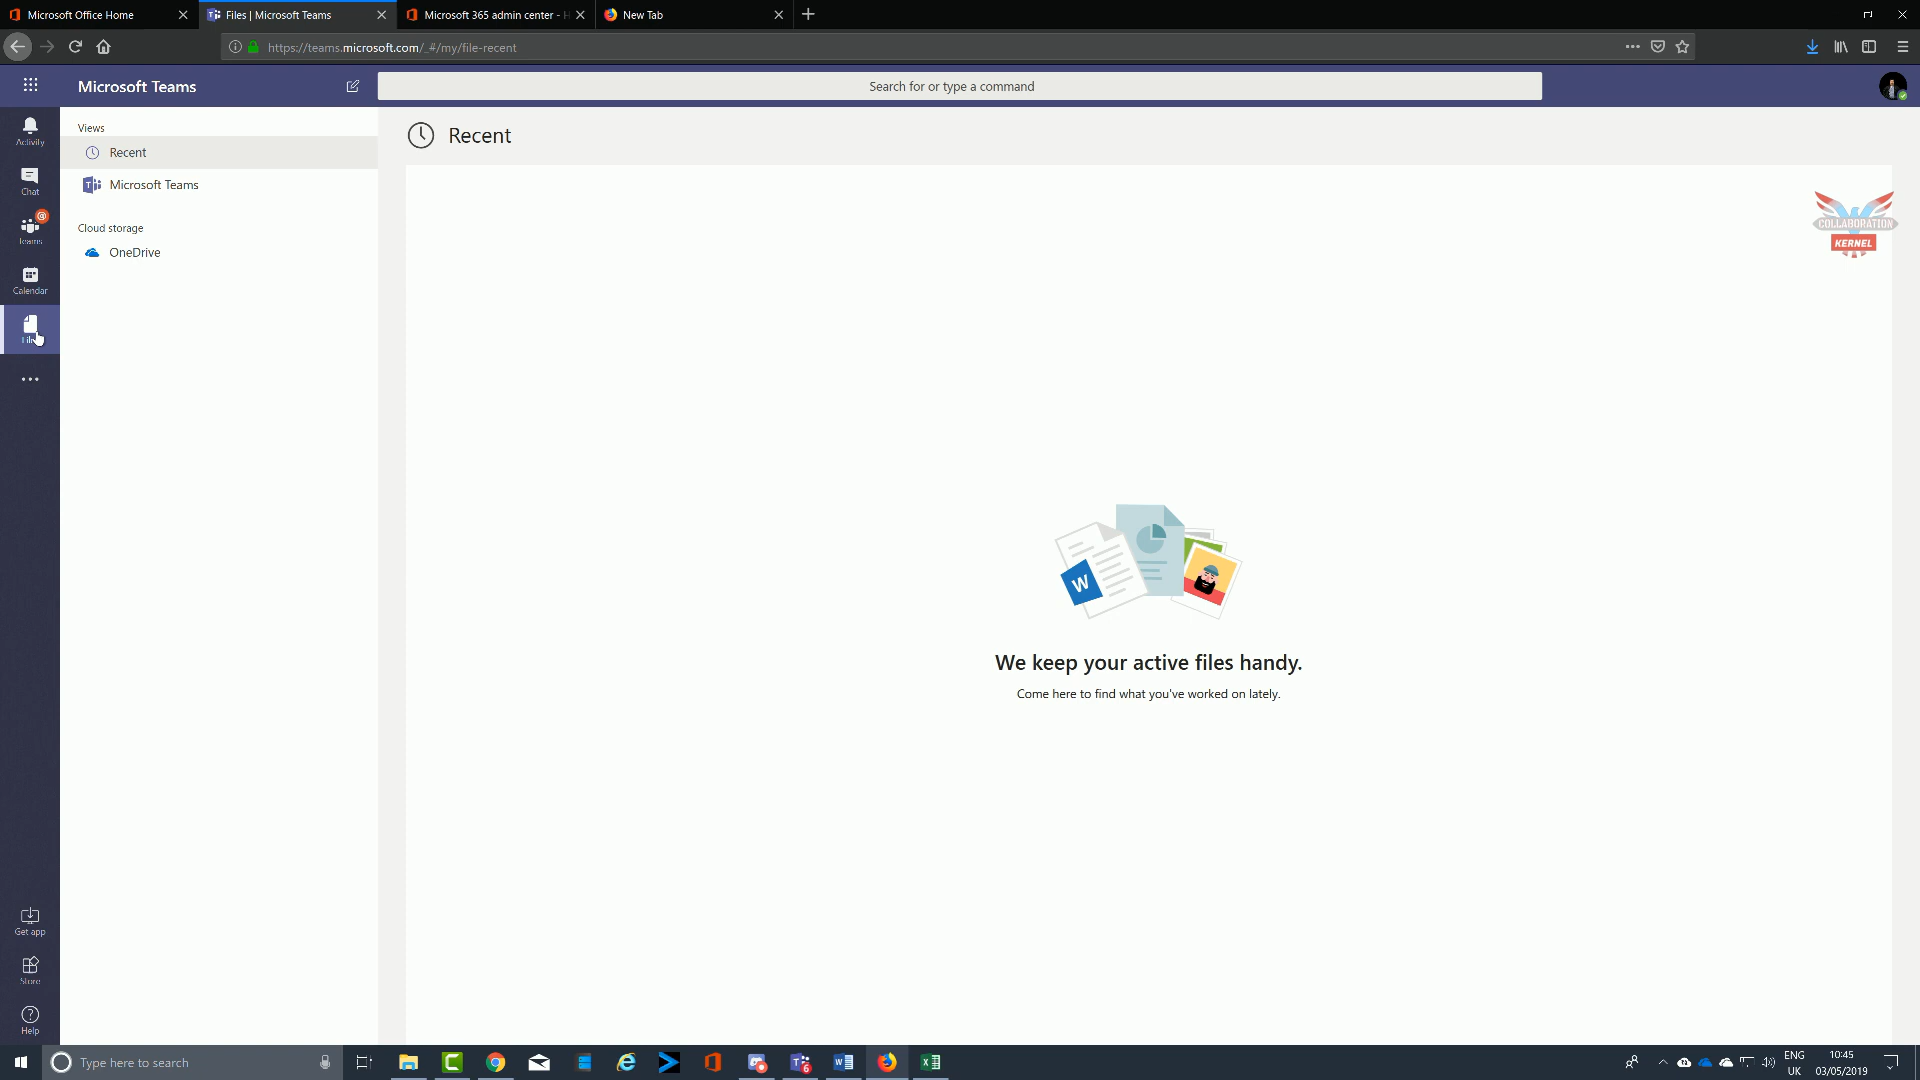 Microsoft Office Home
Files | Microsoft Teams
Microsoft 365 admin center - H
New Tab
https://teams.microsoft.com/_#/my/file-recent
Microsoft Teams
Search for or type a command
Activity
Chat
Teams
Calendar
Get app
Store
Help
Views
Recent
Microsoft Teams
Cloud storage
OneDrive
Recent
COLLABORATION
KERNEL
W
We keep your active files handy.
Come here to find what you've worked on lately.
Type here to search
6
ENG
UK
10:45
03/05/2019